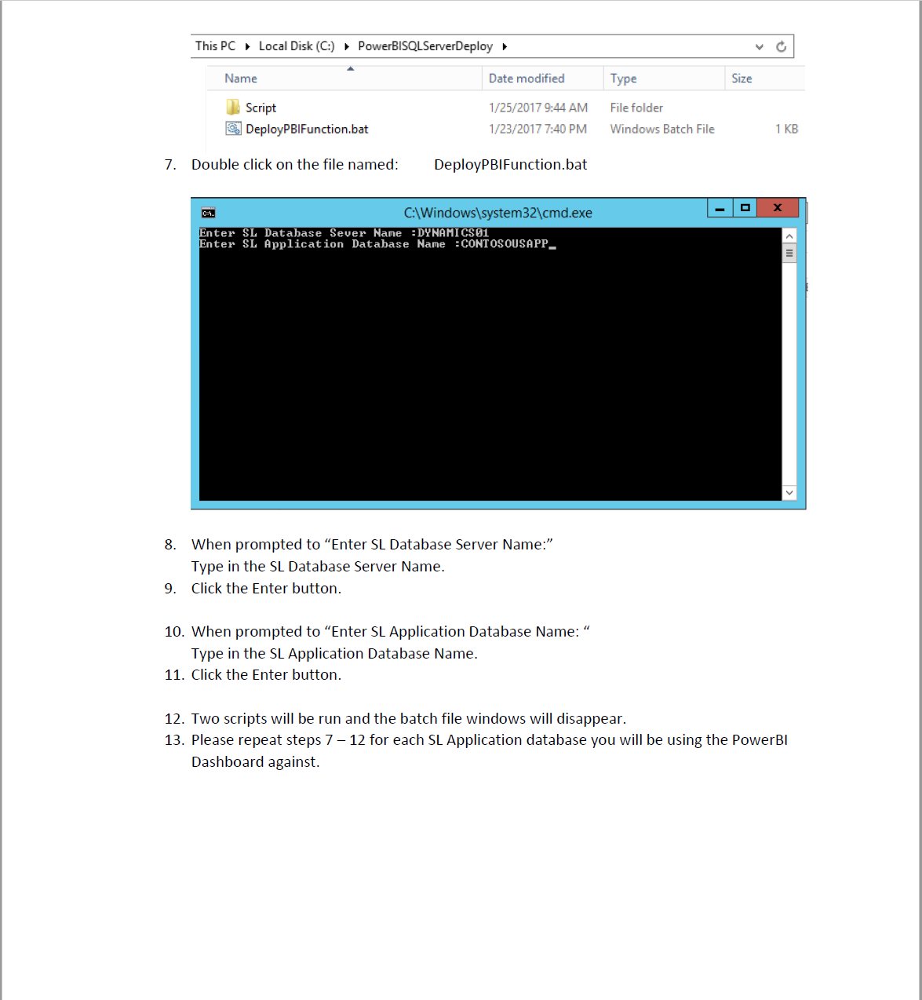 This PC ▸ Local Disk (C:) ▸ PowerBISQLServerDeploy ▸
Name Date modified Type Size
Script 1/25/2017 9:44 AM File folder
DeployPBIFunction.bat 1/23/2017 7:40 PM Windows Batch File 1 KB
7. Double click on the file named: DeployPBIFunction.bat
C:\Windows\system32\cmd.exe
Enter SL Database Sever Name :DYNAMICS01
Enter SL Application Database Name :CONTOSOUSAPP_
8. When prompted to “Enter SL Database Server Name:”
Type in the SL Database Server Name.
9. Click the Enter button.
10. When prompted to “Enter SL Application Database Name: “
Type in the SL Application Database Name.
11. Click the Enter button.
12. Two scripts will be run and the batch file windows will disappear.
13. Please repeat steps 7 – 12 for each SL Application database you will be using the PowerBI
Dashboard against.